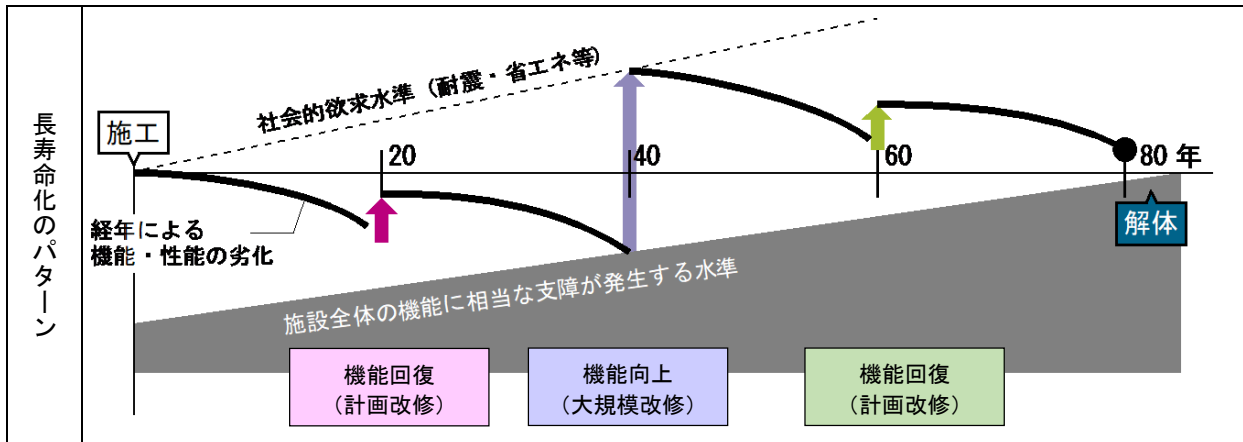 長寿命化のパターン
社会的欲求水準（耐震・省エネ等）
施工
20
40
60
80 年
経年による
機能・性能の劣化
解体
施設全体の機能に相当な支障が発生する水準
機能回復
（計画改修）
機能向上
（大規模改修）
機能回復
（計画改修）